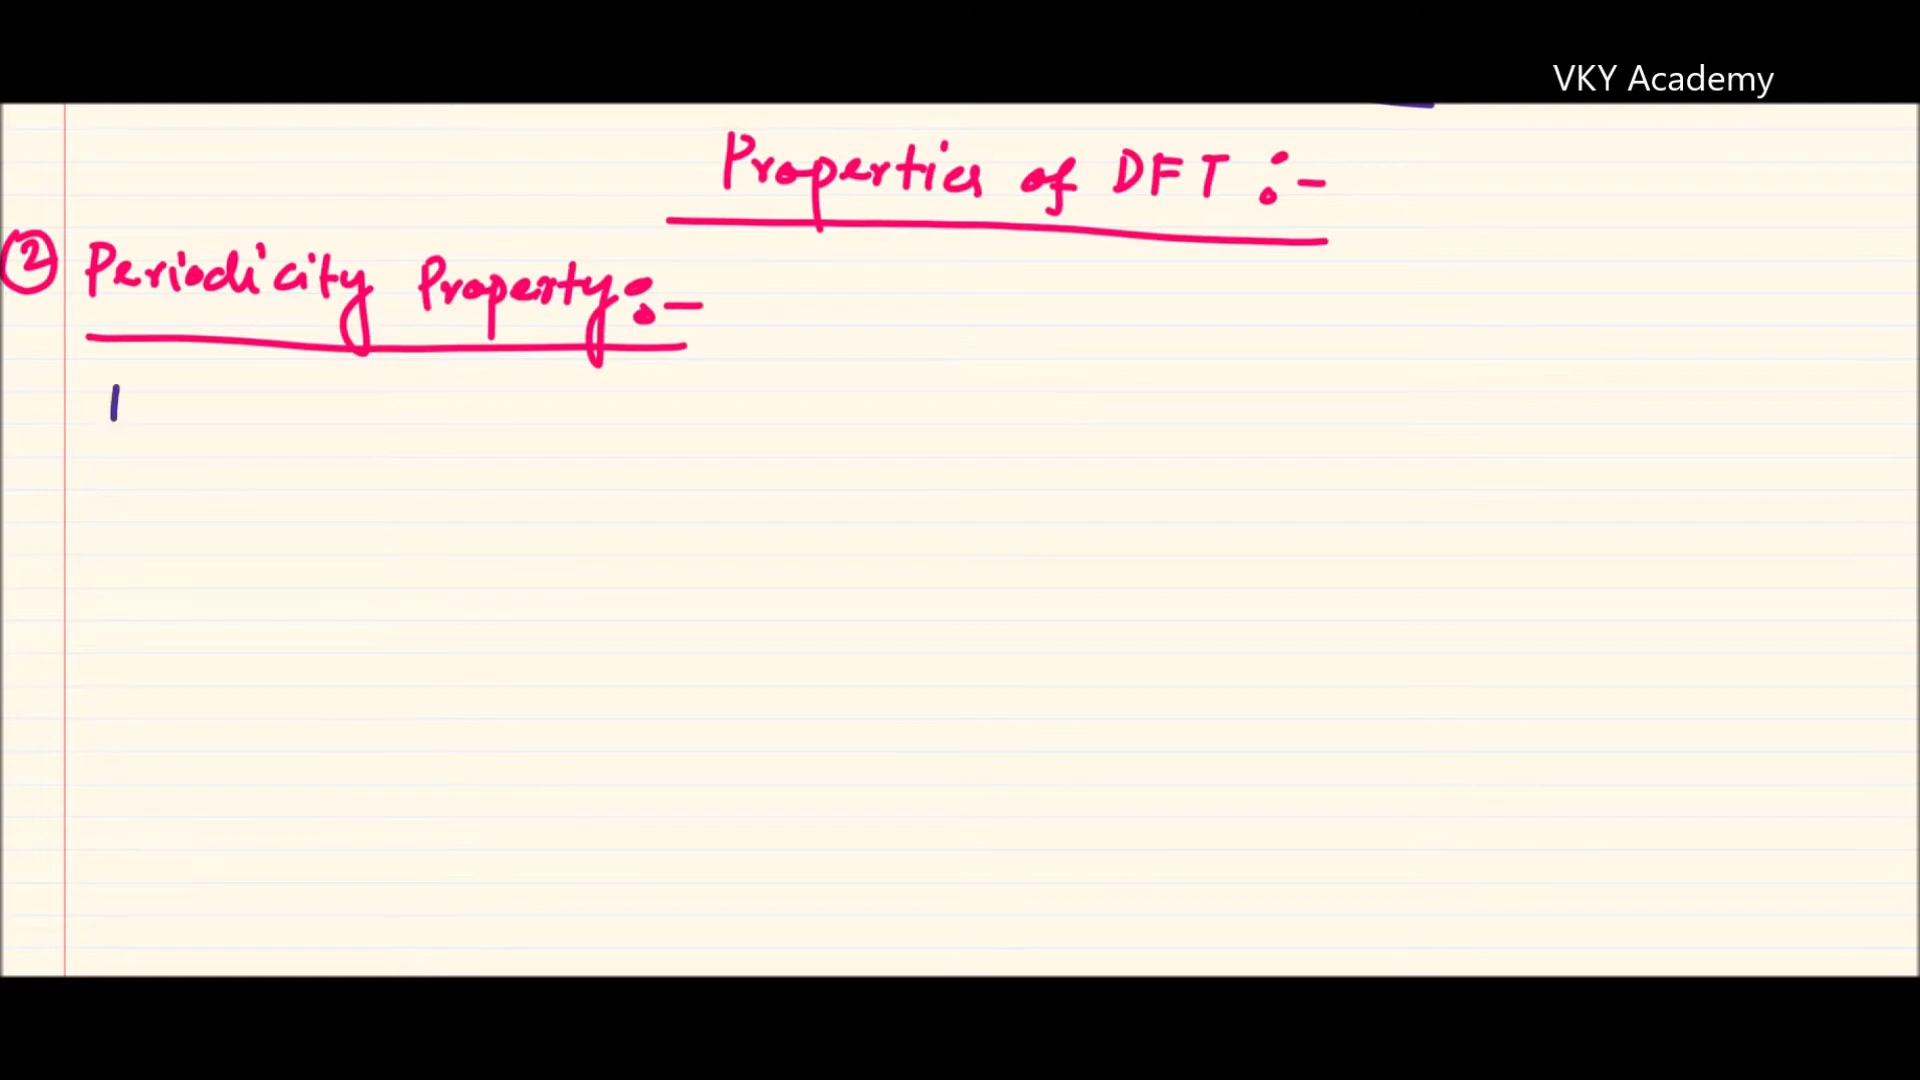 VKY Academy
Properties of DFT :-
② Periodicity Property:-